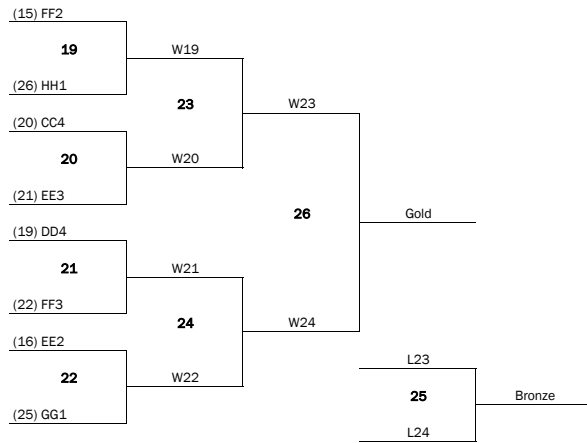 (15) FF2
19
W19
(26) HH1
23
W23
(20) CC4
20
W20
(21) EE3
26
Gold
(19) DD4
21
W21
(22) FF3
24
W24
(16) EE2
22
W22
(25) GG1
L23
25
Bronze
L24